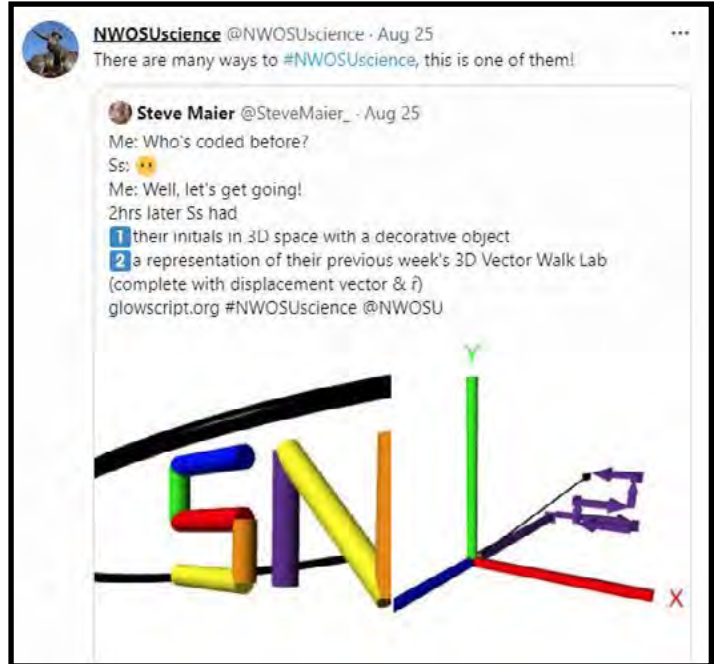 NWOSUscience @NWOSUscience · Aug 25
There are many ways to #NWOSUscience, this is one of them!
Steve Maier @SteveMaier_ · Aug 25
Me: Who's coded before?
Ss: 😶
Me: Well, let's get going!
2hrs later Ss had
1️⃣ their initials in 3D space with a decorative object
2️⃣ a representation of their previous week's 3D Vector Walk Lab
(complete with displacement vector & r̂)
glowscript.org #NWOSUscience @NWOSU
Y
SN
X